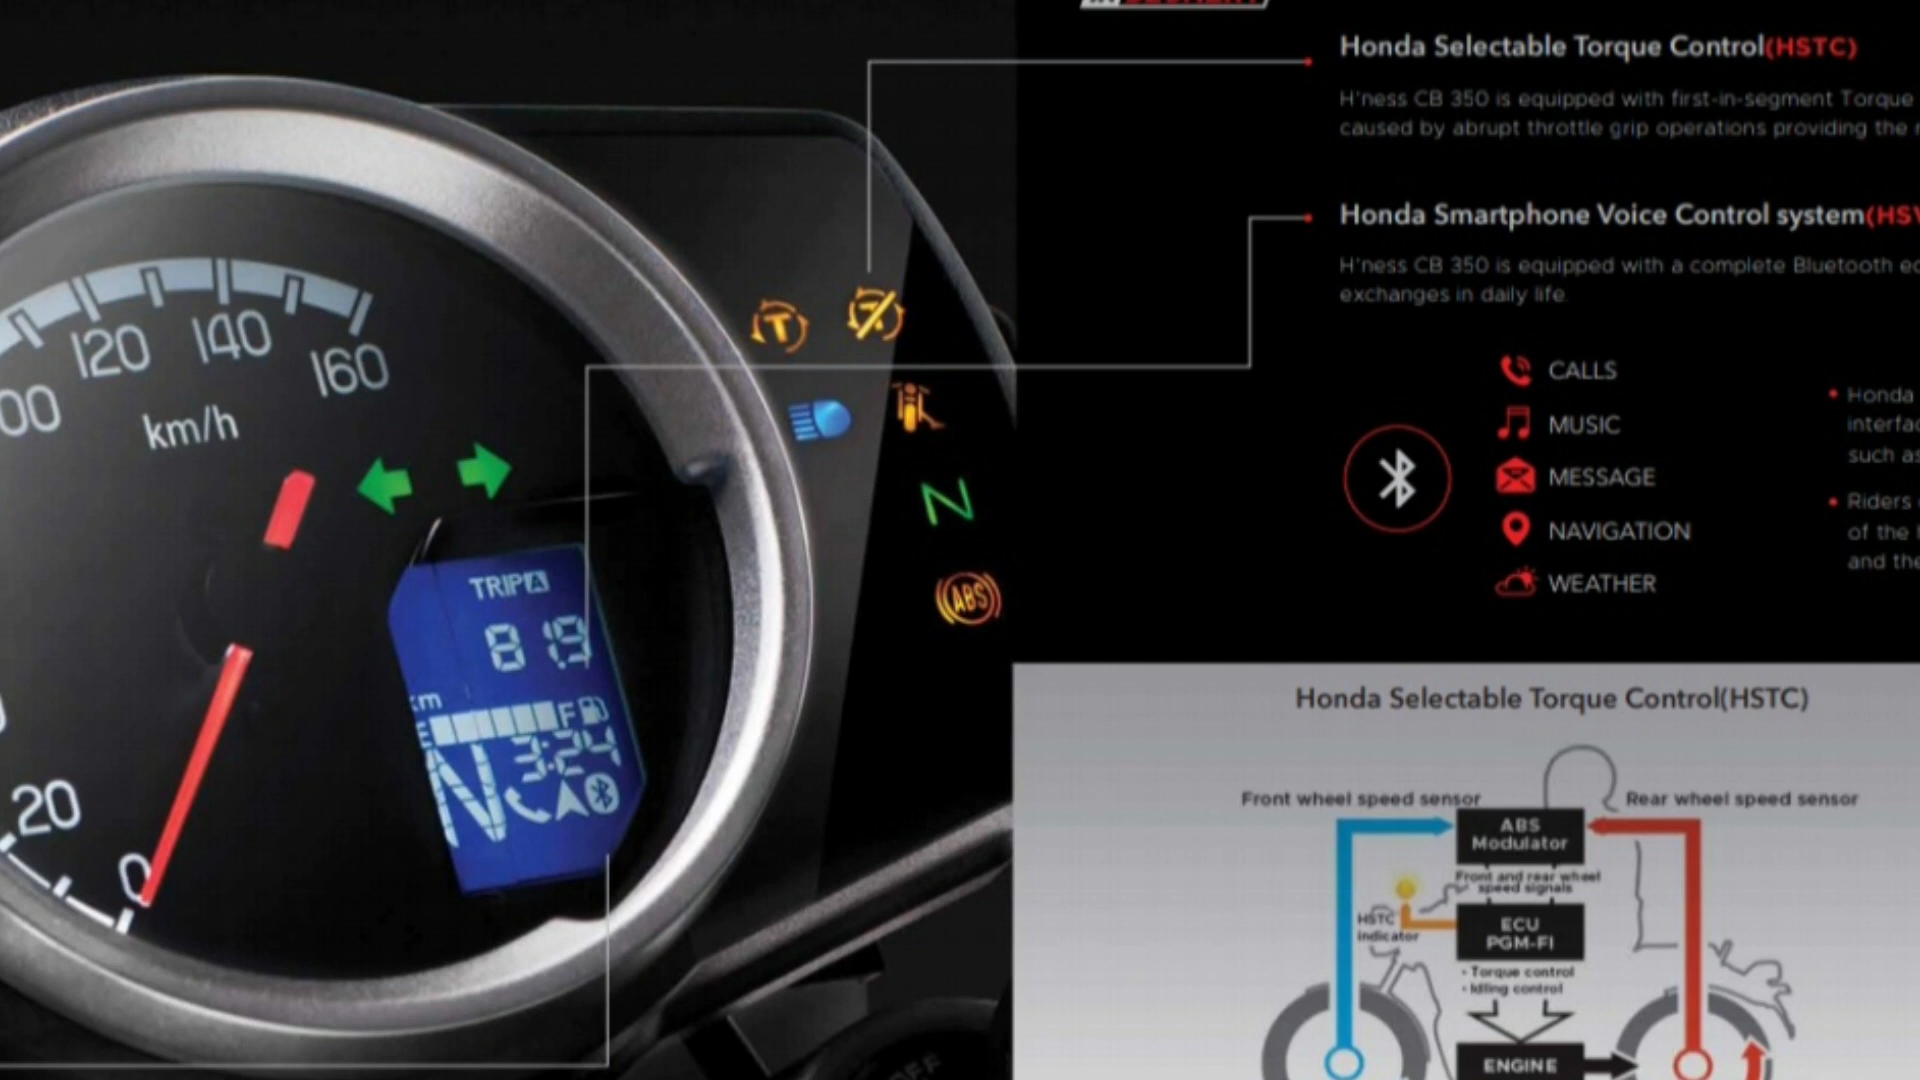 Honda Selectable Torque Control(HSTC)
H'ness CB 350 is equipped with first-in-segment Torque
caused by abrupt throttle grip operations providing the
Honda Smartphone Voice Control system(HSV
H'ness CB 350 is equipped with a complete Bluetooth
exchanges in daily life.
CALLS
MUSIC
MESSAGE
NAVIGATION
WEATHER
Honda
such as
Riders
of the
and the
00 120 140 160
km/h
T
N
ABS
TRIP A
8 1.9
km
E F
3:24
N
20
0
Honda Selectable Torque Control(HSTC)
Front wheel speed sensor
Rear wheel speed sensor
ABS
Modulator
Front and rear wheel
speed signals
HSTC
indicator
ECU
PGM-FI
• Torque control
• Idling control
ENGINE